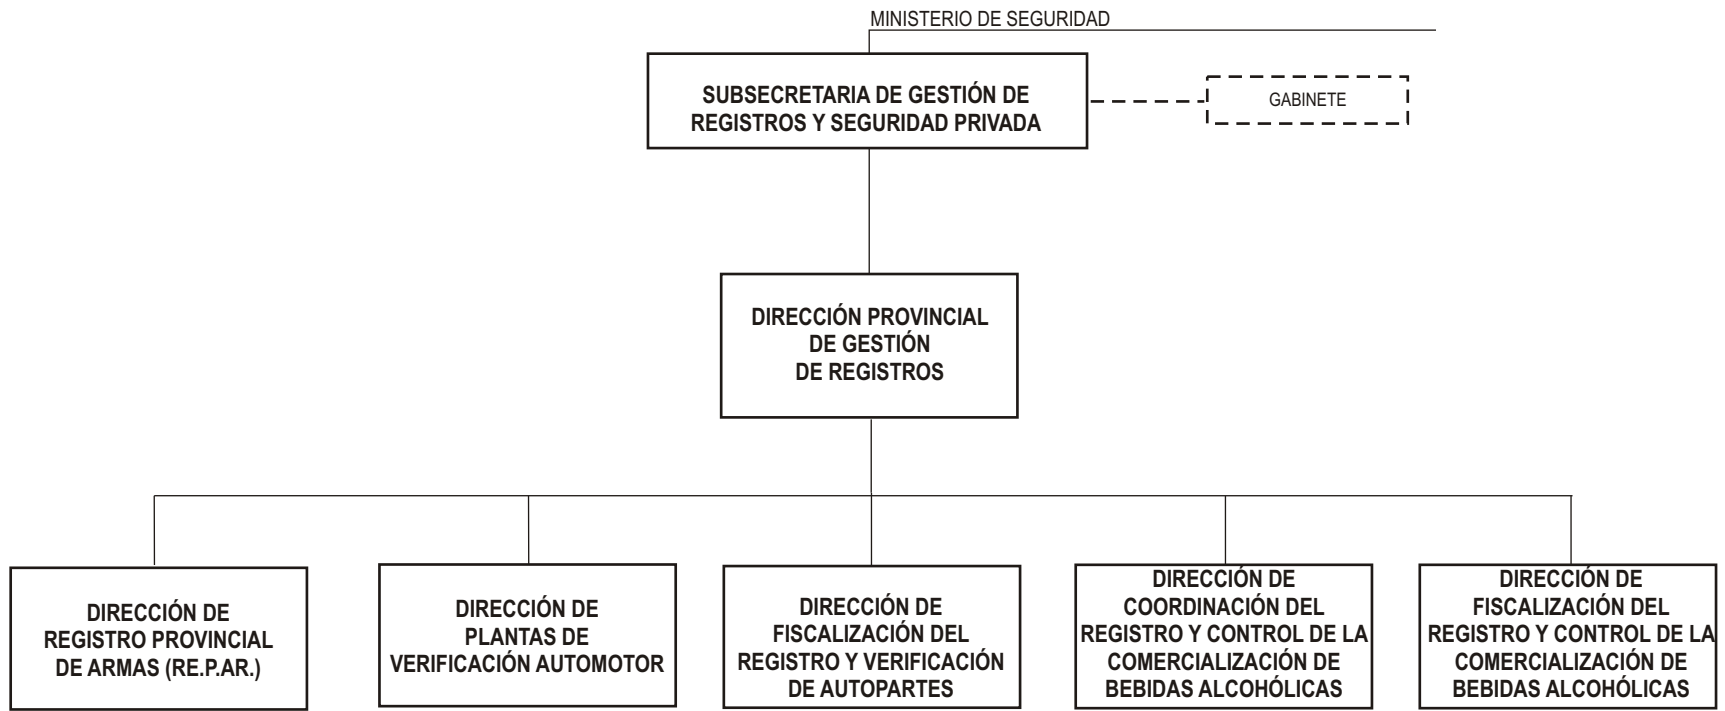 MINISTERIO DE SEGURIDAD
SUBSECRETARIA DE GESTIÓN DE
REGISTROS Y SEGURIDAD PRIVADA
GABINETE
DIRECCIÓN PROVINCIAL
DE GESTIÓN
DE REGISTROS
DIRECCIÓN DE
REGISTRO PROVINCIAL
DE ARMAS (RE.P.AR.)
DIRECCIÓN DE
PLANTAS DE
VERIFICACIÓN AUTOMOTOR
DIRECCIÓN DE
FISCALIZACIÓN DEL
REGISTRO Y VERIFICACIÓN
DE AUTOPARTES
DIRECCIÓN DE
COORDINACIÓN DEL
REGISTRO Y CONTROL DE LA
COMERCIALIZACIÓN DE
BEBIDAS ALCOHÓLICAS
DIRECCIÓN DE
FISCALIZACIÓN DEL
REGISTRO Y CONTROL DE LA
COMERCIALIZACIÓN DE
BEBIDAS ALCOHÓLICAS